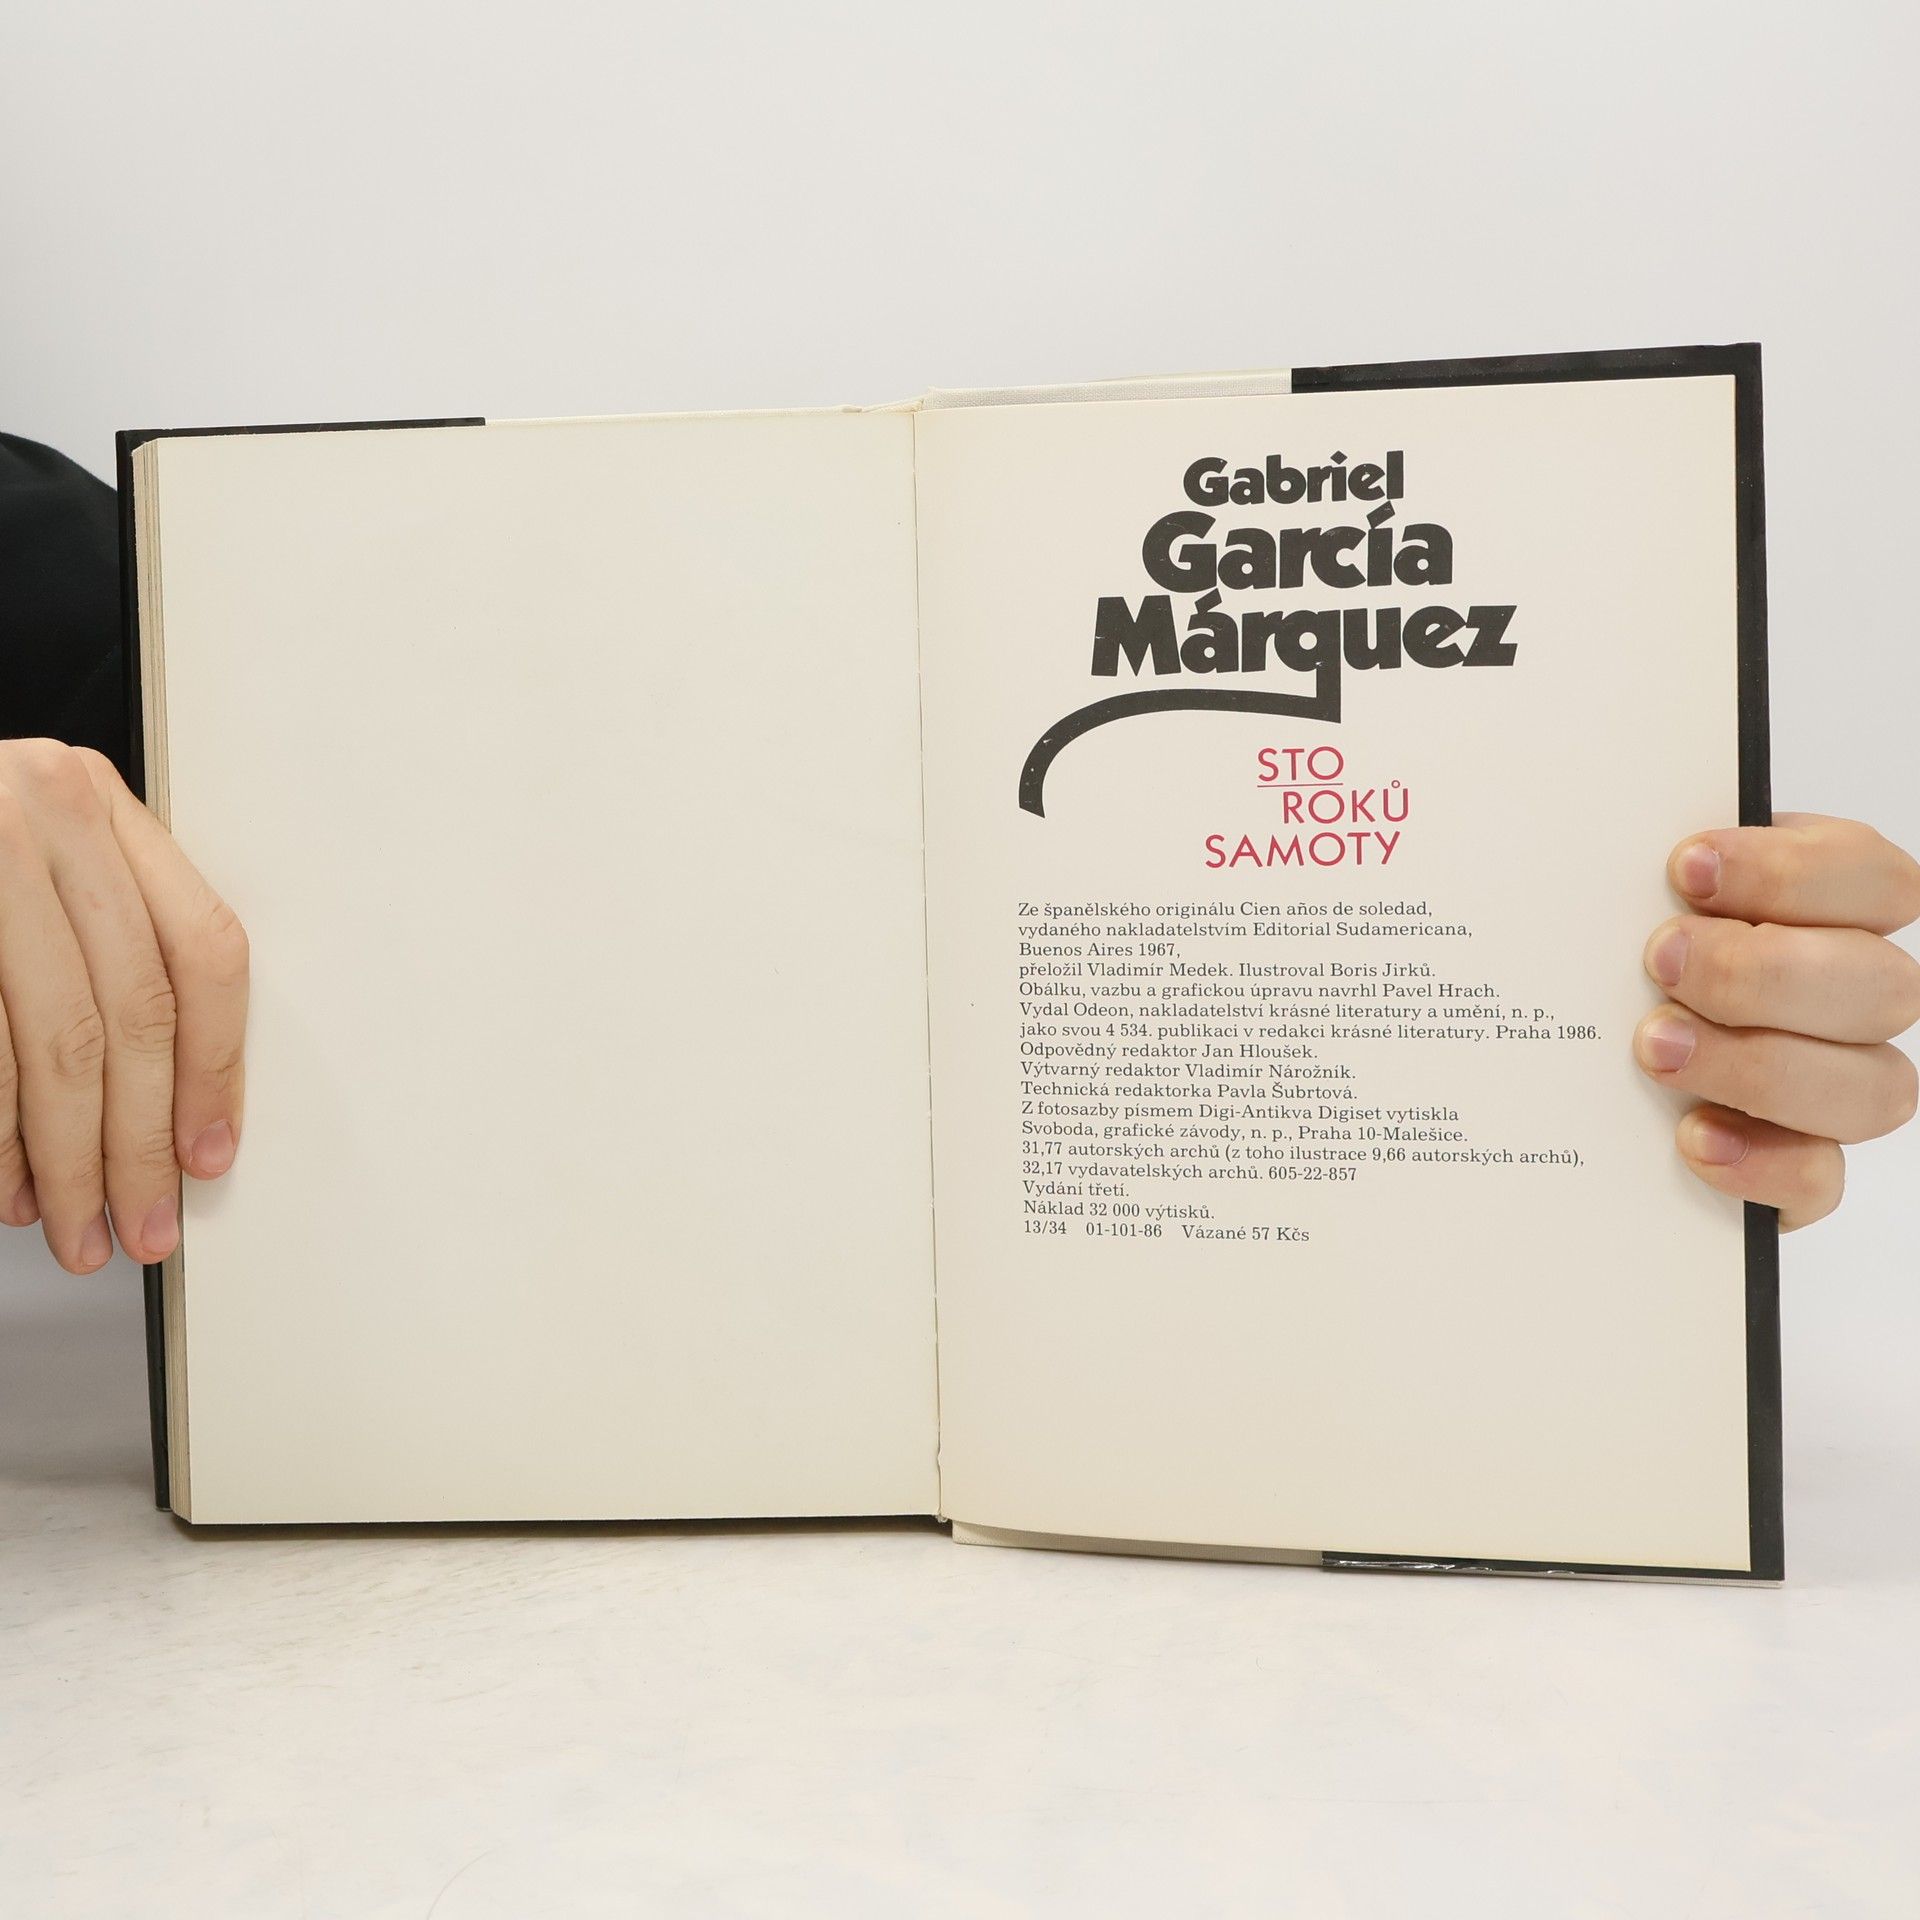 Gabriel
García
Márquez
STO
ROKŮ
SAMOTY
Ze španělského originálu Cien años de soledad,
vydaného nakladatelstvím Editorial Sudamericana,
Buenos Aires 1967,
přeložil Vladimír Medek. Ilustroval Boris Jirků.
Obálku, vazbu a grafickou úpravu navrhl Pavel Hrach.
Vydal Odeon, nakladatelství krásné literatury a umění, n. p.,
jako svou 4 534. publikaci v redakci krásné literatury. Praha 1986.
Odpovědný redaktor Jan Hloušek.
Výtvarný redaktor Vladimír Nárožník.
Technická redaktorka Pavla Šubrtová.
Z fotosazby písmem Digi-Antikva Digiset vytiskla
Svoboda, grafické závody, n. p., Praha 10-Malešice.
31,77 autorských archů (z toho ilustrace 9,66 autorských archů),
32,17 vydavatelských archů. 605-22-857
Vydání třetí.
Náklad 32 000 výtisků.
13/34 01-101-86 Vázané 57 Kčs